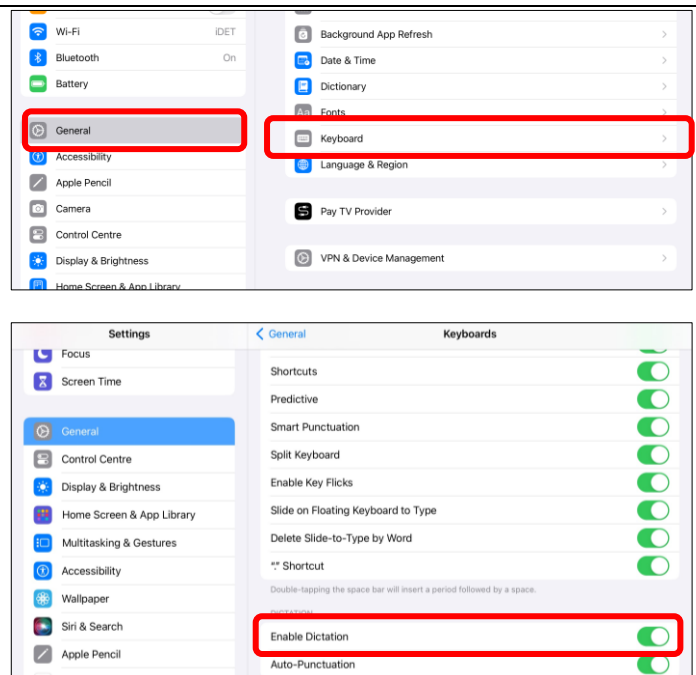 Wi-Fi iDET
Bluetooth On
Battery
General
Accessibility
Apple Pencil
Camera
Control Centre
Display & Brightness
Home Screen & App Library
Background App Refresh
Date & Time
Dictionary
Aa Fonts
Keyboard
Language & Region
Pay TV Provider
VPN & Device Management
Settings
Focus
Screen Time
General
Control Centre
Display & Brightness
Home Screen & App Library
Multitasking & Gestures
Accessibility
Wallpaper
Siri & Search
Apple Pencil
General Keyboards
Shortcuts
Predictive
Smart Punctuation
Split Keyboard
Enable Key Flicks
Slide on Floating Keyboard to Type
Delete Slide-to-Type by Word
"." Shortcut
Double-tapping the space bar will insert a period followed by a space.
DICTATION
Enable Dictation
Auto-Punctuation